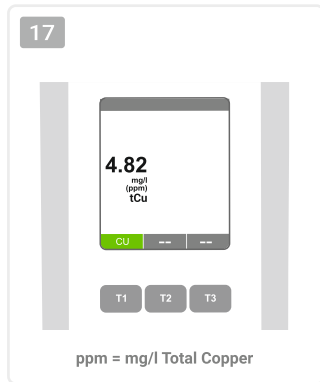 17
4.82
mg/l
(ppm)
tCu
CU -- --
T1 T2 T3
ppm = mg/l Total Copper